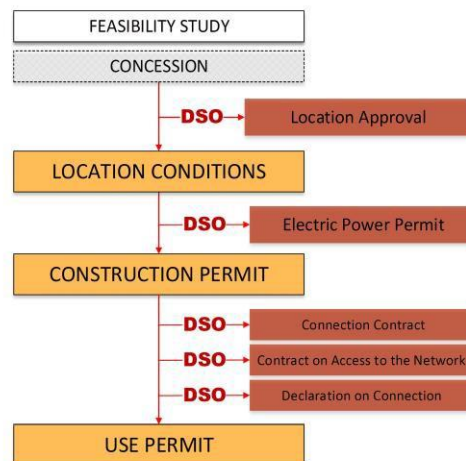 FEASIBILITY STUDY
CONCESSION
DSO Location Approval
LOCATION CONDITIONS
DSO Electric Power Permit
CONSTRUCTION PERMIT
DSO Connection Contract
DSO Contract on Access to the Network
DSO Declaration on Connection
USE PERMIT